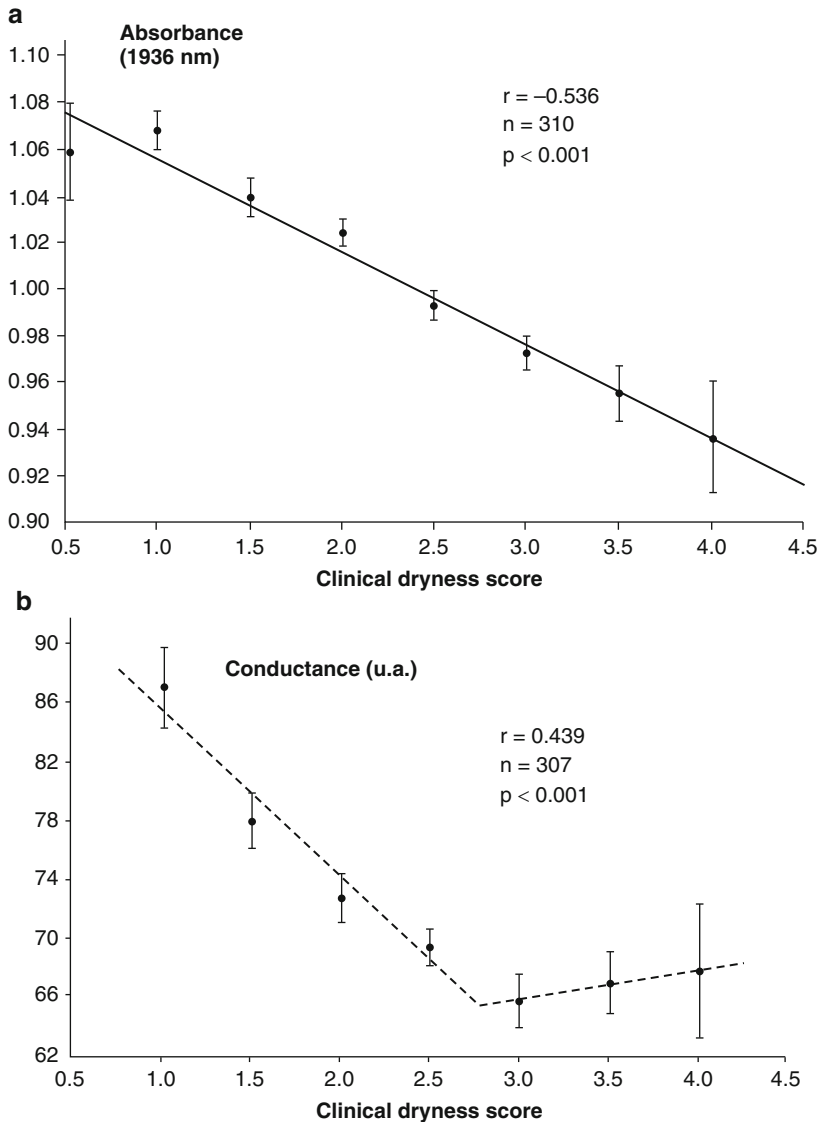 a
Absorbance
(1936 nm)
1.10
1.08
1.06
1.04
1.02
1.00
0.98
0.96
0.94
0.92
0.90
r = –0.536
n = 310
p < 0.001
0.5 1.0 1.5 2.0 2.5 3.0 3.5 4.0 4.5
Clinical dryness score
b
90
86
82
78
74
70
66
62
Conductance (u.a.)
r = 0.439
n = 307
p < 0.001
0.5 1.0 1.5 2.0 2.5 3.0 3.5 4.0 4.5
Clinical dryness score